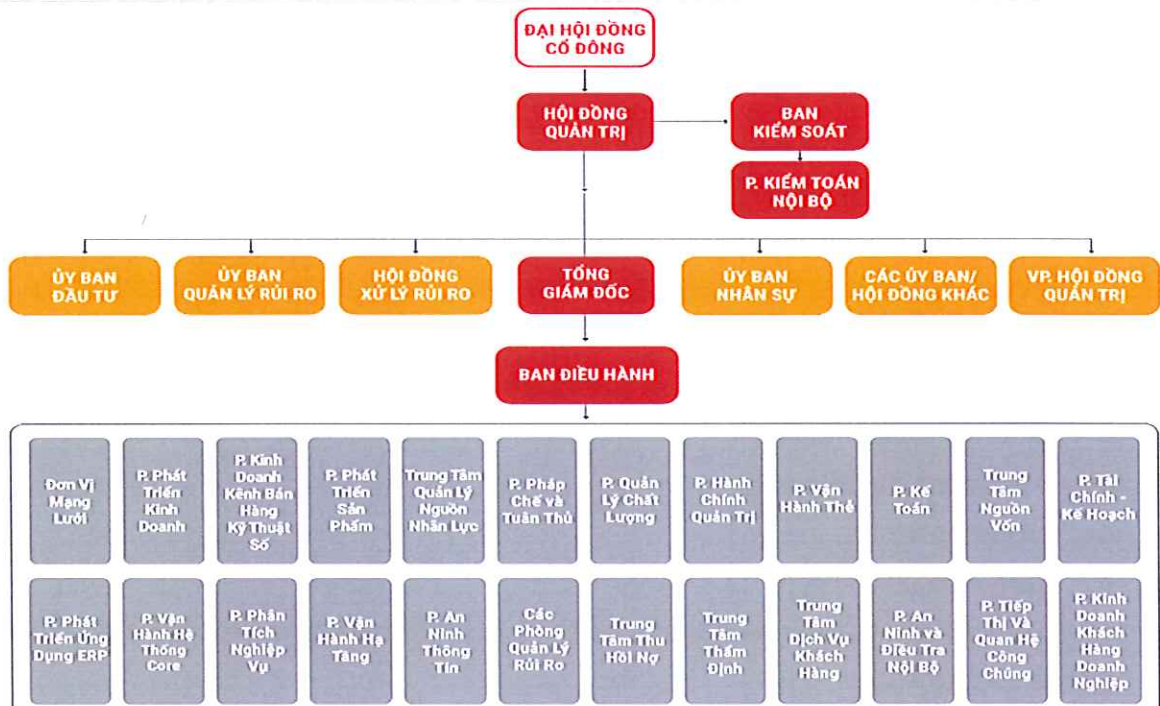 ĐẠI HỘI ĐỒNG
CỔ ĐÔNG
HỘI ĐỒNG
QUẢN TRỊ
BAN
KIỂM SOÁT
P. KIỂM TOÁN
NỘI BỘ
ỦY BAN
ĐẦU TƯ
ỦY BAN
QUẢN LÝ RỦI RO
HỘI ĐỒNG
XỬ LÝ RỦI RO
TỔNG
GIÁM ĐỐC
ỦY BAN
NHÂN SỰ
CÁC ỦY BAN/
HỘI ĐỒNG KHÁC
VP. HỘI ĐỒNG
QUẢN TRỊ
BAN ĐIỀU HÀNH
Đơn Vị
Mạng
Lưới
P. Phát
Triển
Kinh
Doanh
P. Kinh
Doanh
Kênh Bán
Hàng
Kỹ Thuật
Số
P. Phát
Triển
Sản
Phẩm
Trung Tâm
Quản Lý
Nguồn
Nhân Lực
P. Pháp
Chế và
Tuân Thủ
P. Quản
Lý Chất
Lượng
P. Hành
Chính
Quản Trị
P. Vận
Hành Thẻ
P. Kế
Toán
Trung
Tâm
Nguồn
Vốn
P. Tài
Chính -
Kế Hoạch
P. Phát
Triển Ứng
Dụng ERP
P. Vận
Hành Hệ
Thống
Core
P. Phân
Tích
Nghiệp
Vụ
P. Vận
Hành Hạ
Tầng
P. An
Ninh
Thông
Tin
Các
Phòng
Quản Lý
Rủi Ro
Trung
Tâm Thu
Hồi Nợ
Trung
Tâm
Thẩm
Định
Trung
Tâm
Dịch Vụ
Khách
Hàng
P. An
Ninh và
Điều Tra
Nội Bộ
P. Tiếp
Thị Và
Quan Hệ
Công
Chúng
P. Kinh
Doanh
Khách
Hàng
Doanh
Nghiệp